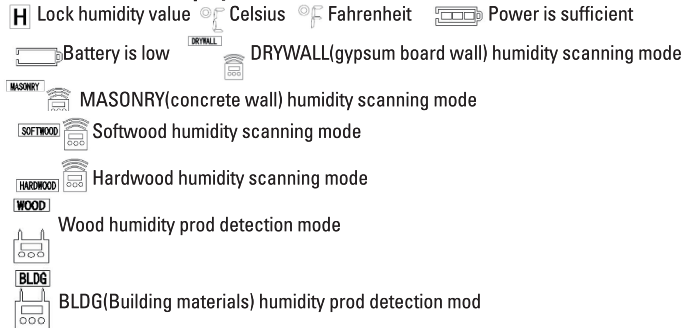 H Lock humidity value °C Celsius °F Fahrenheit Power is sufficient
Battery is low DRYWALL DRYWALL(gypsum board wall) humidity scanning mode
MASONRY MASONRY(concrete wall) humidity scanning mode
SOFTWOOD Softwood humidity scanning mode
HARDWOOD Hardwood humidity scanning mode
WOOD
Wood humidity prod detection mode
BLDG
BLDG(Building materials) humidity prod detection mod